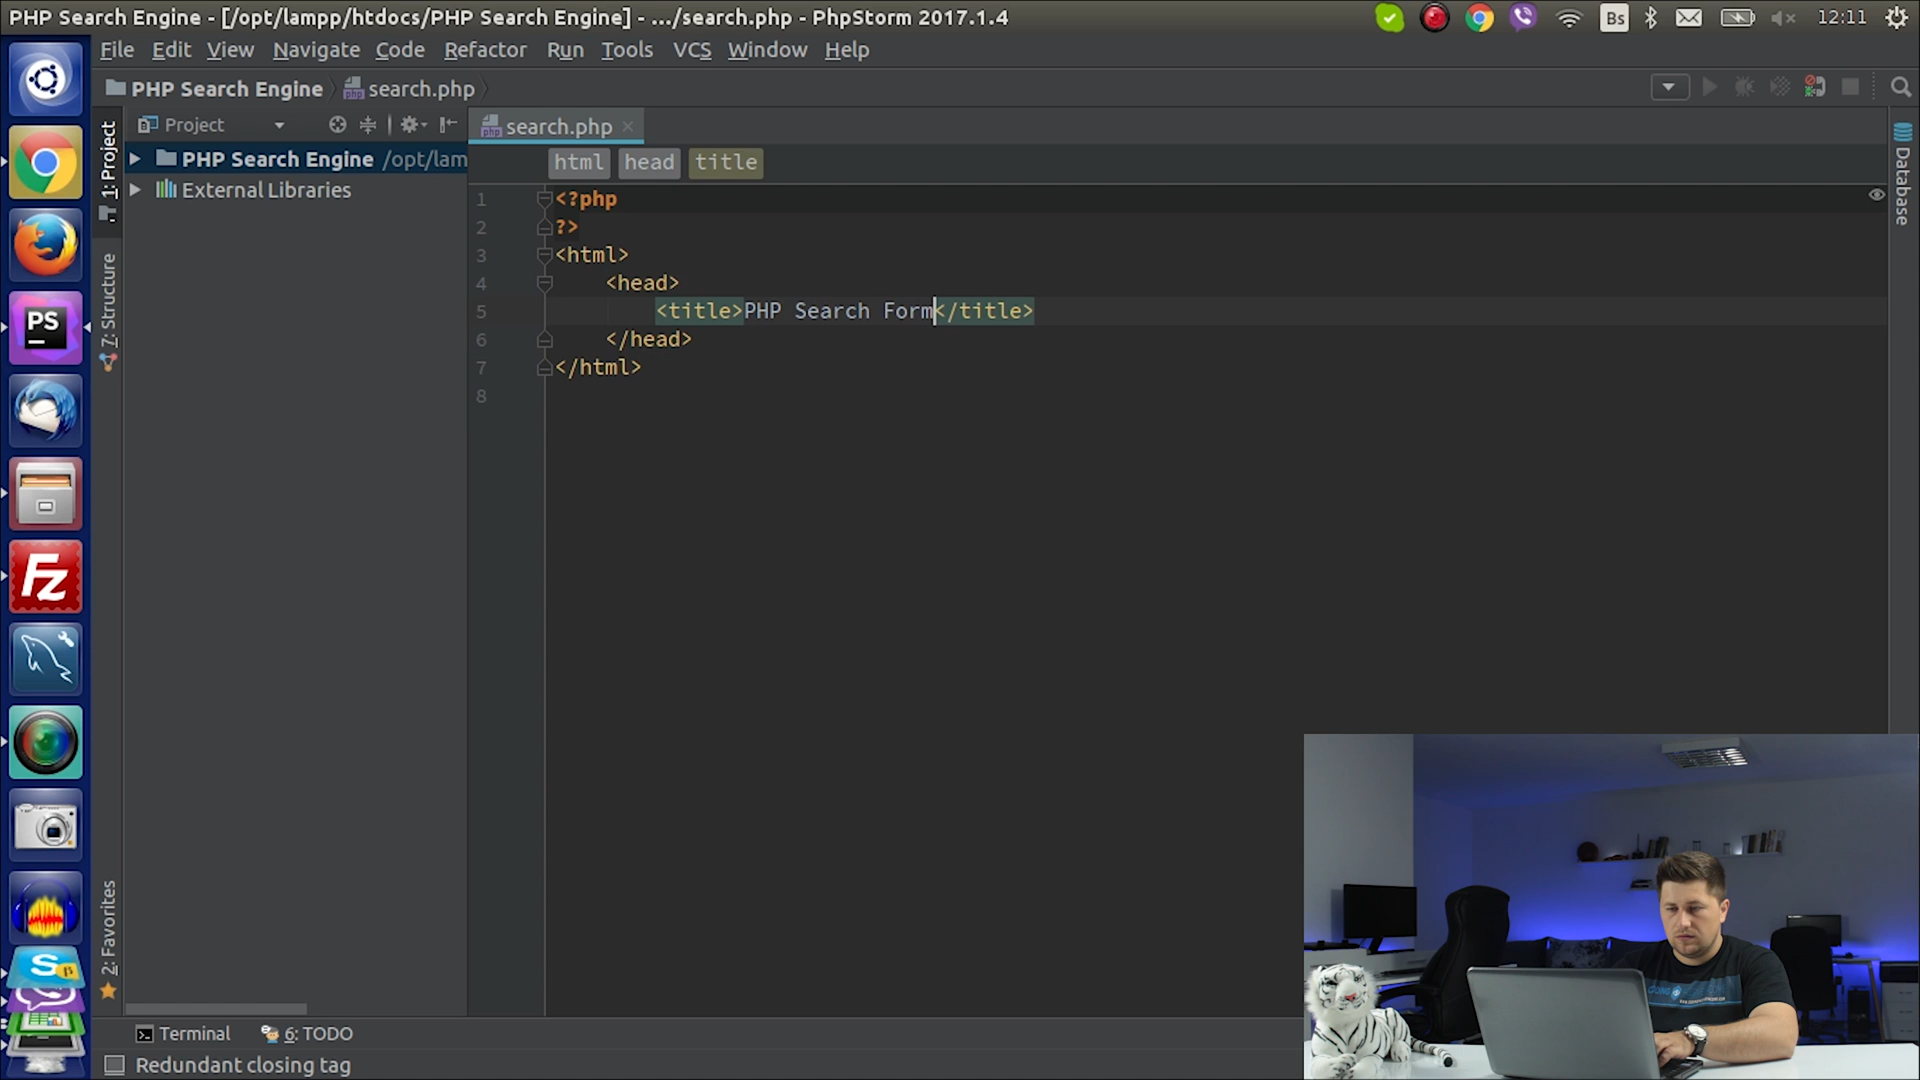 PHP Search Engine - [/opt/lampp/htdocs/PHP Search Engine] - .../search.php - PhpStorm 2017.1.4
Bs
12:11
File Edit View Navigate Code Refactor Run Tools VCS Window Help
PHP Search Engine
search.php
Project
search.php
PHP Search Engine /opt/lam
External Libraries
html head title
1 <?php
2 ?>
3 <html>
4 <head>
5 <title>PHP Search Form</title>
6 </head>
7 </html>
8
1: Project
7: Structure
2: Favorites
Database
PS
FZ
S
Terminal
6: TODO
Redundant closing tag